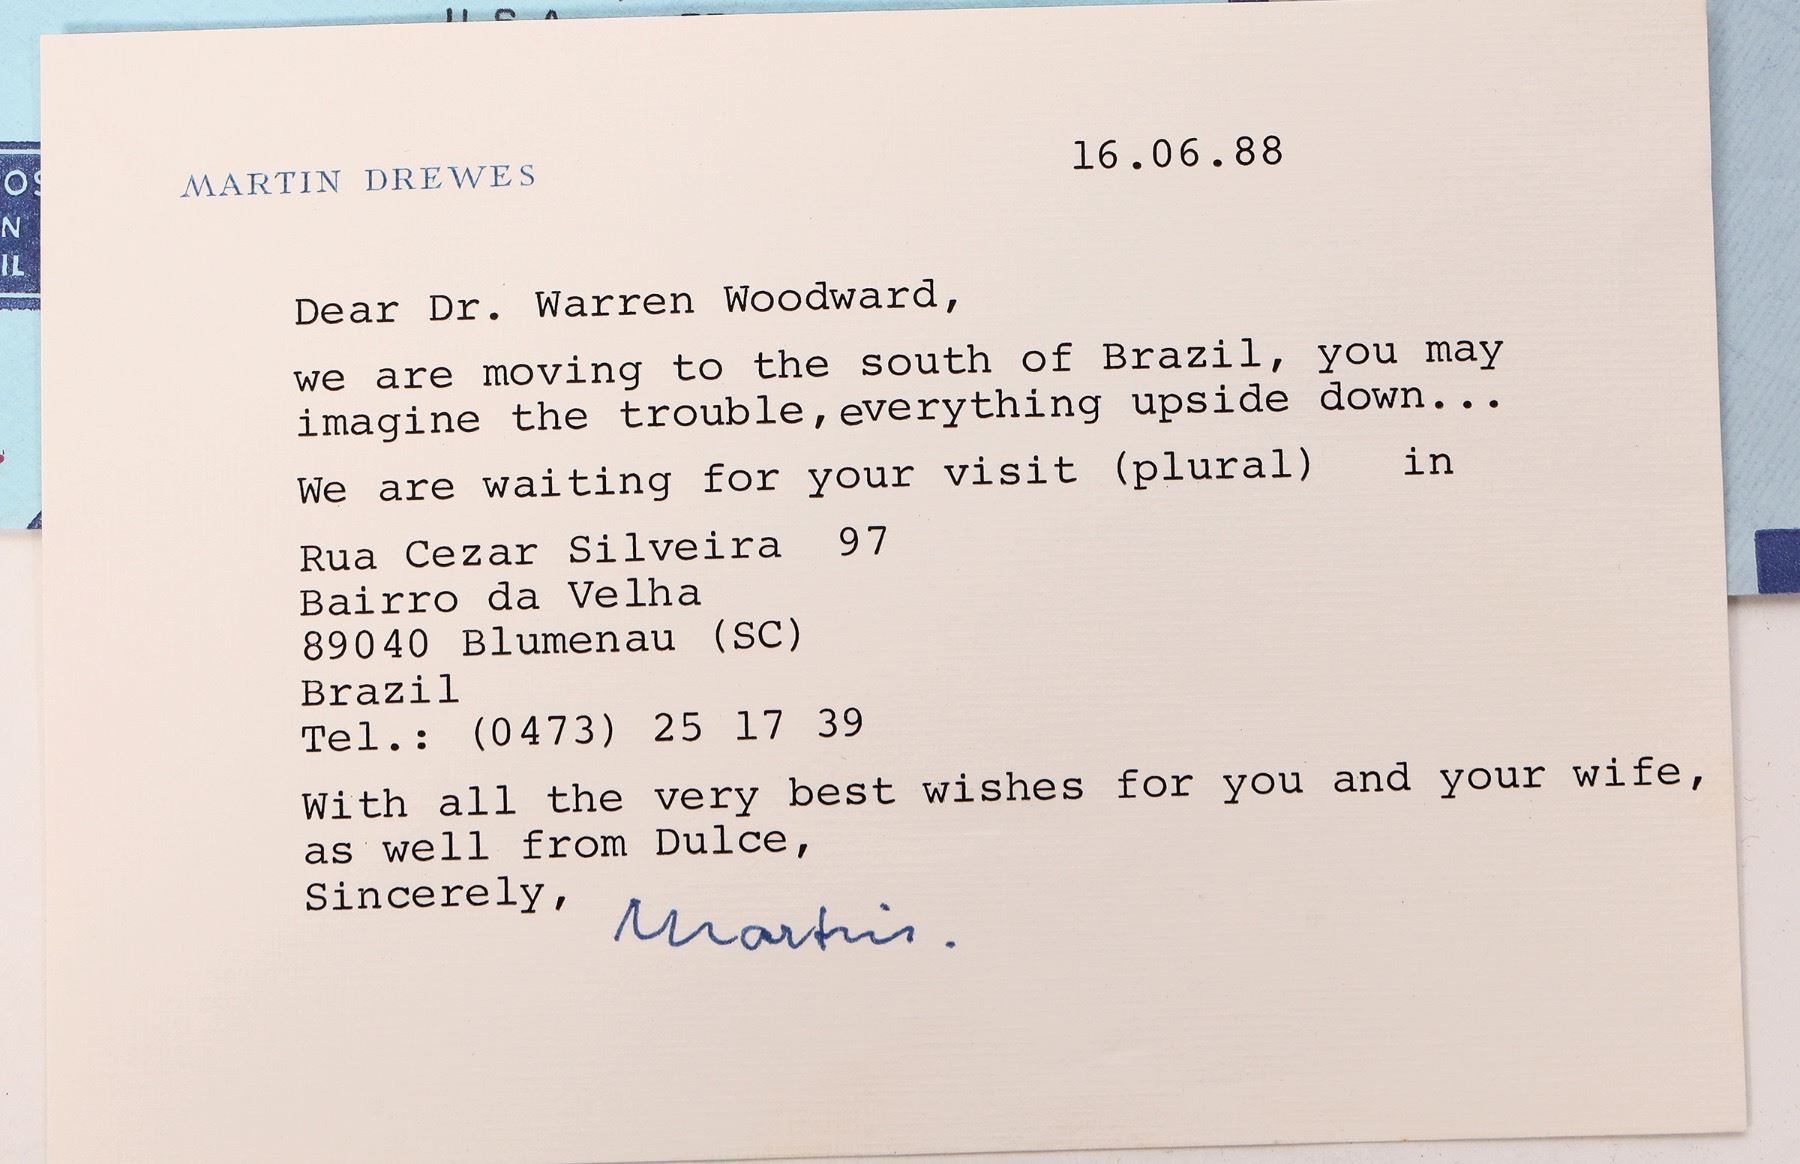 U.S.A.
MARTIN DREWES
16.06.88
Dear Dr. Warren Woodward,
we are moving to the south of Brazil, you may
imagine the trouble,everything upside down...
We are waiting for your visit (plural) in
Rua Cezar Silveira 97
Bairro da Velha
89040 Blumenau (SC)
Brazil
Tel.: (0473) 25 17 39
With all the very best wishes for you and your wife,
as well from Dulce,
Sincerely,
Martin.